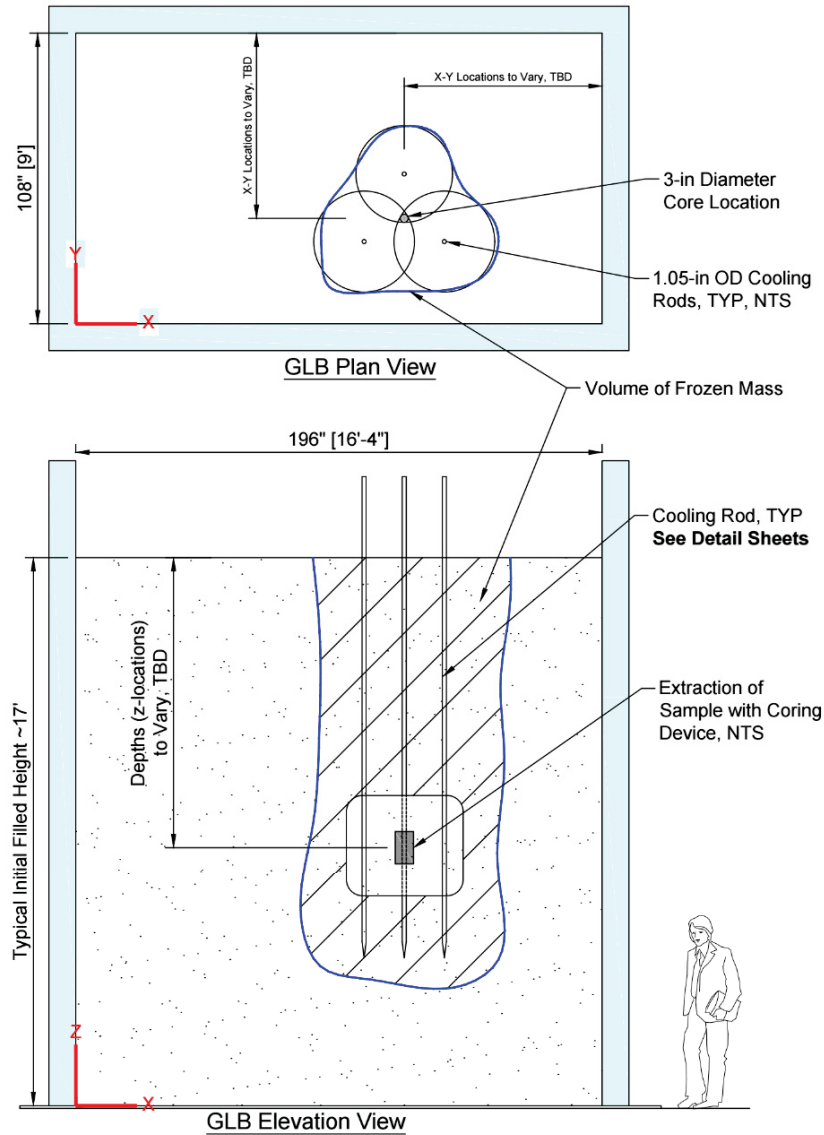 X-Y Locations to Vary, TBD
X-Y Locations to Vary, TBD
108" [9']
3-in Diameter
Core Location
1.05-in OD Cooling
Rods, TYP, NTS
Y
X
GLB Plan View
Volume of Frozen Mass
196" [16'-4"]
Cooling Rod, TYP
See Detail Sheets
Depths (z-locations)
to Vary, TBD
Extraction of
Sample with Coring
Device, NTS
Typical Initial Filled Height ~17'
Z
X
GLB Elevation View